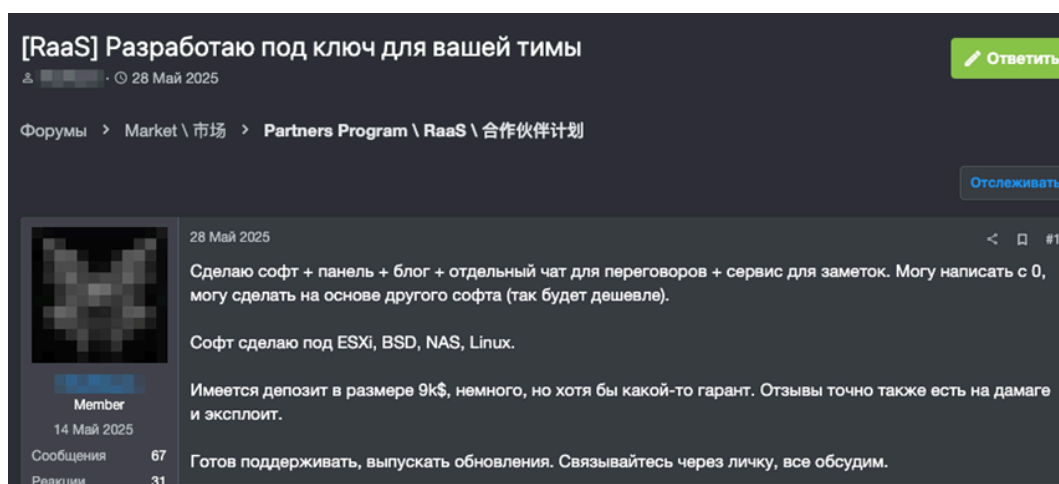 [RaaS] Разработаю под ключ для вашей тимы
28 Май 2025
Ответить
Форумы > Market \ 市场 > Partners Program \ RaaS \ 合作伙伴计划
Отслеживать
28 Май 2025
#1
Сделаю софт + панель + блог + отдельный чат для переговоров + сервис для заметок. Могу написать с 0,
могу сделать на основе другого софта (так будет дешевле).
Софт сделаю под ESXi, BSD, NAS, Linux.
Имеется депозит в размере 9k$, немного, но хотя бы какой-то гарант. Отзывы точно также есть на дамаге
и эксплоит.
Готов поддерживать, выпускать обновления. Связывайтесь через личку, все обсудим.
Member
14 Май 2025
Сообщения 67
Реакции 31